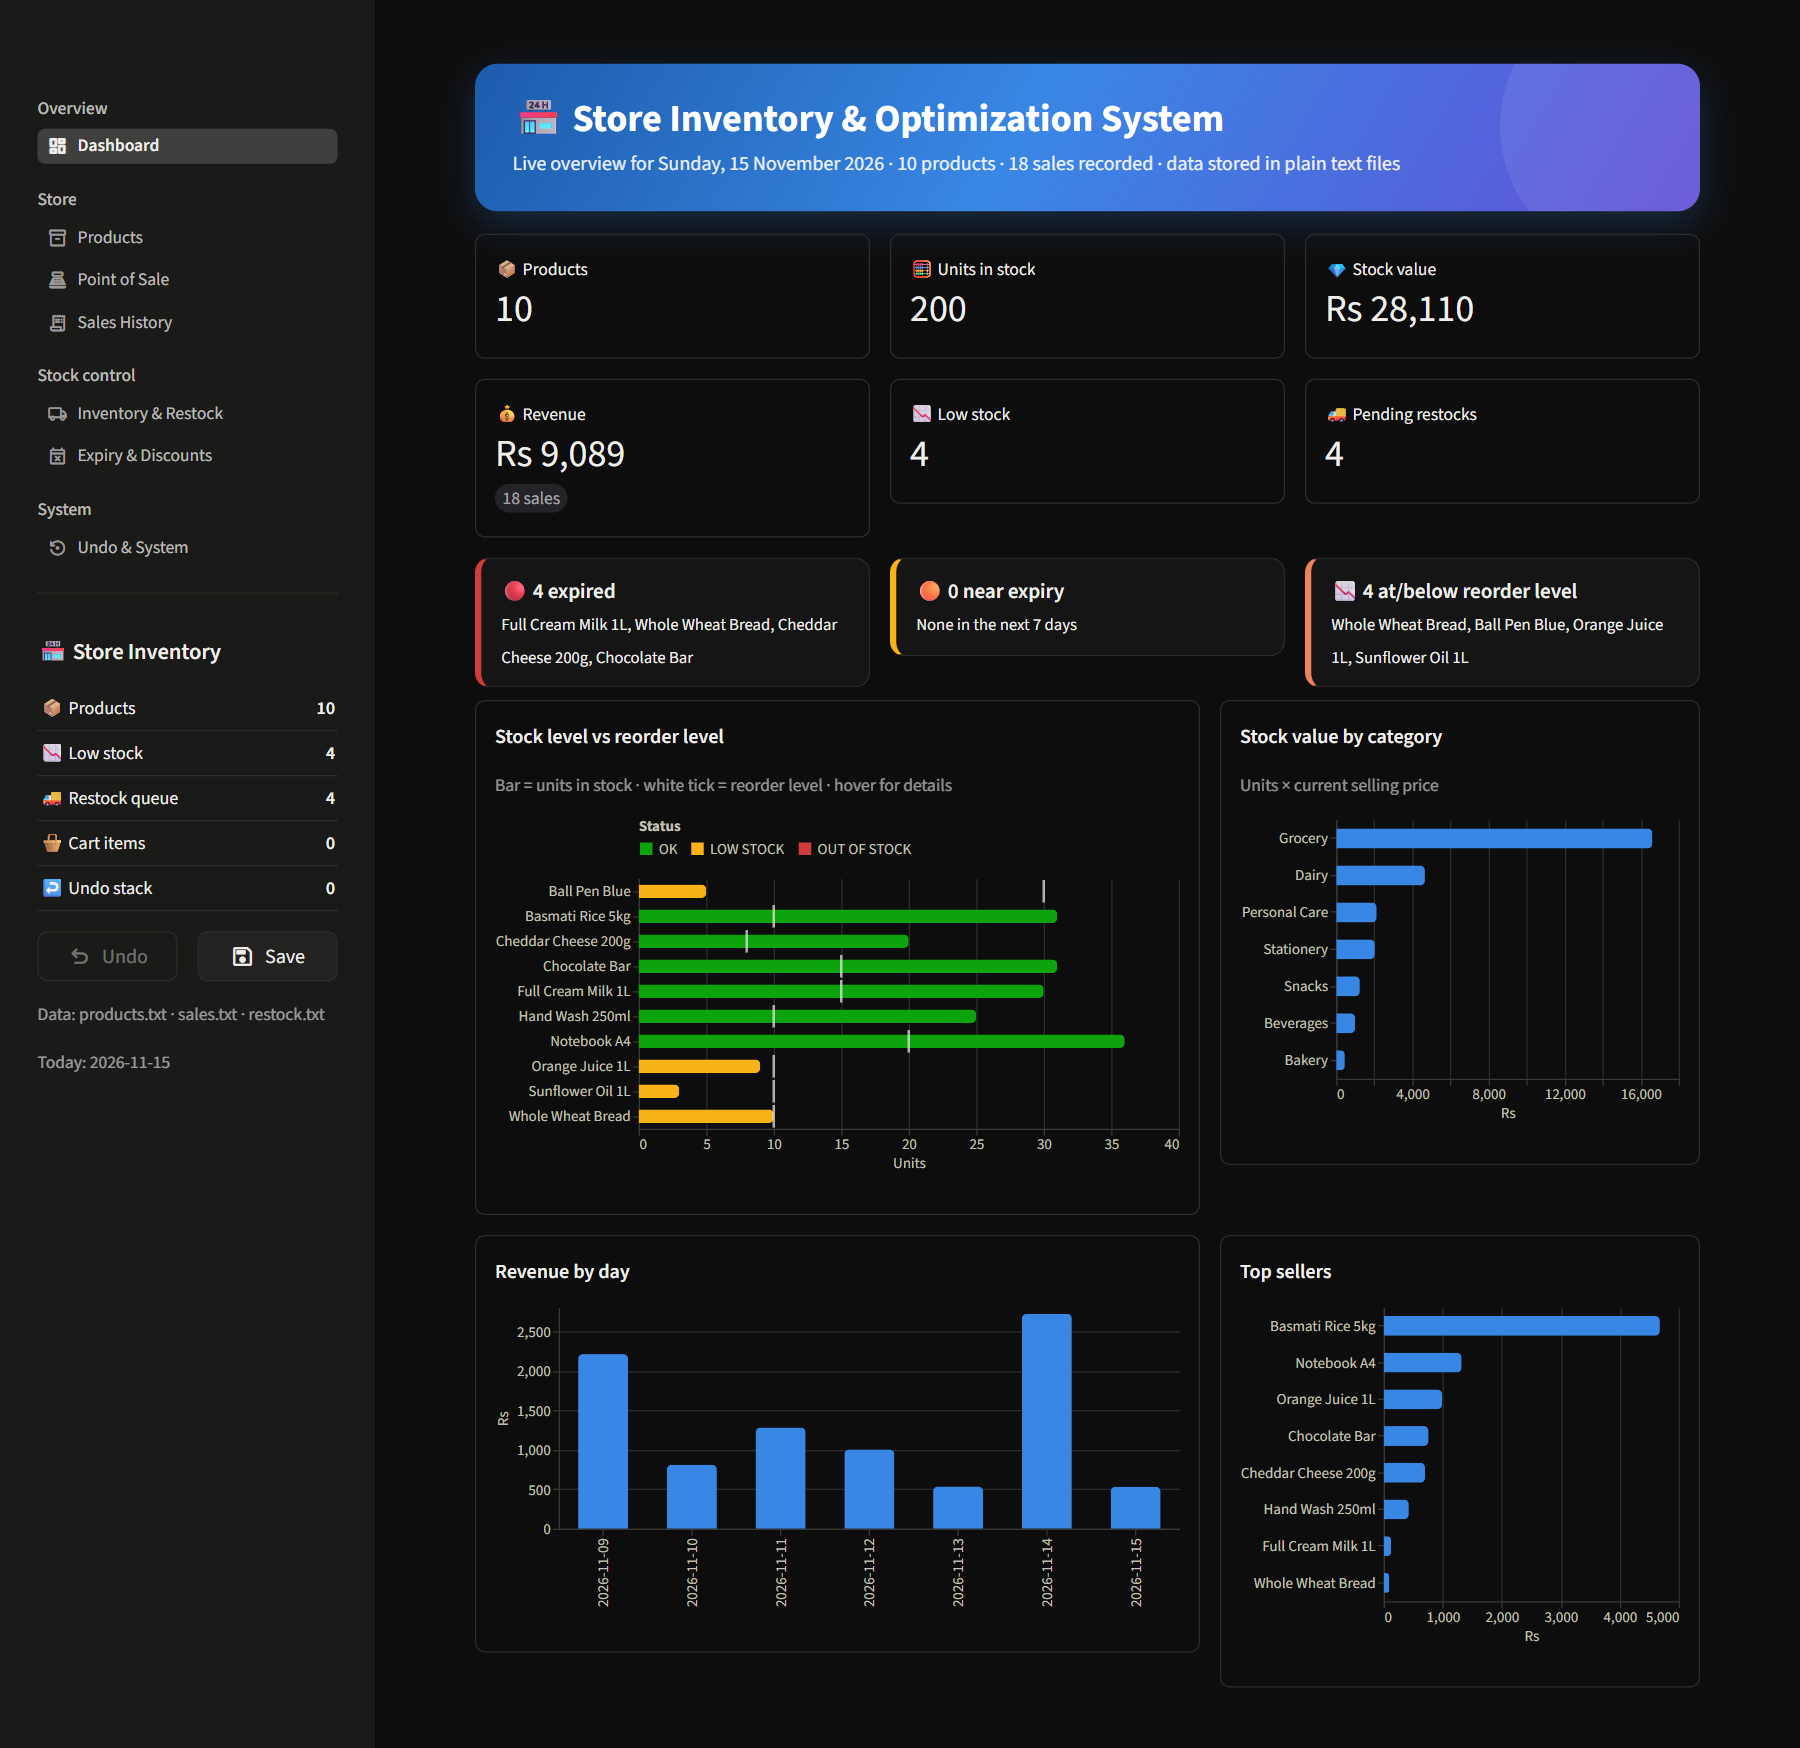 Overview
Dashboard
Store
Products
Point of Sale
Sales History
Stock control
Inventory & Restock
Expiry & Discounts
System
Undo & System
Store Inventory
Products 10
Low stock 4
Restock queue 4
Cart items 0
Undo stack 0
Undo Save
Data: products.txt · sales.txt · restock.txt
Today: 2026-11-15
24H Store Inventory & Optimization System
Live overview for Sunday, 15 November 2026 · 10 products · 18 sales recorded · data stored in plain text files
Products
10
Units in stock
200
Stock value
Rs 28,110
Revenue
Rs 9,089
18 sales
Low stock
4
Pending restocks
4
4 expired
Full Cream Milk 1L, Whole Wheat Bread, Cheddar
Cheese 200g, Chocolate Bar
0 near expiry
None in the next 7 days
4 at/below reorder level
Whole Wheat Bread, Ball Pen Blue, Orange Juice
1L, Sunflower Oil 1L
Stock level vs reorder level
Bar = units in stock · white tick = reorder level · hover for details
Status
OK LOW STOCK OUT OF STOCK
Ball Pen Blue
Basmati Rice 5kg
Cheddar Cheese 200g
Chocolate Bar
Full Cream Milk 1L
Hand Wash 250ml
Notebook A4
Orange Juice 1L
Sunflower Oil 1L
Whole Wheat Bread
0 5 10 15 20 25 30 35 40
Units
Stock value by category
Units × current selling price
Grocery
Dairy
Personal Care
Stationery
Snacks
Beverages
Bakery
0 4,000 8,000 12,000 16,000
Rs
Revenue by day
Rs
2,500
2,000
1,500
1,000
500
0
2026-11-09
2026-11-10
2026-11-11
2026-11-12
2026-11-13
2026-11-14
2026-11-15
Top sellers
Basmati Rice 5kg
Notebook A4
Orange Juice 1L
Chocolate Bar
Cheddar Cheese 200g
Hand Wash 250ml
Full Cream Milk 1L
Whole Wheat Bread
0 1,000 2,000 3,000 4,000 5,000
Rs